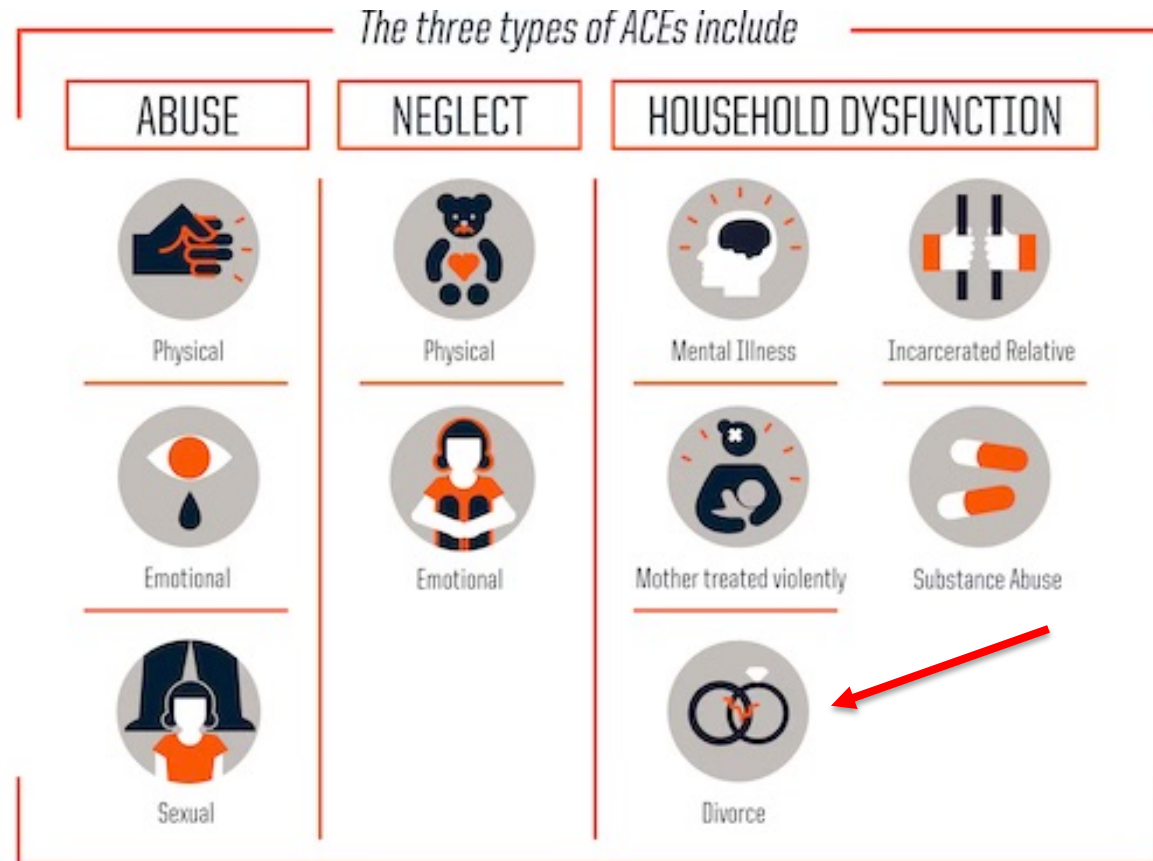 The three types of ACEs include
ABUSE
NEGLECT
HOUSEHOLD DYSFUNCTION
Physical
Physical
Mental Illness
Incarcerated Relative
Emotional
Emotional
Mother treated violently
Substance Abuse
Sexual
Divorce